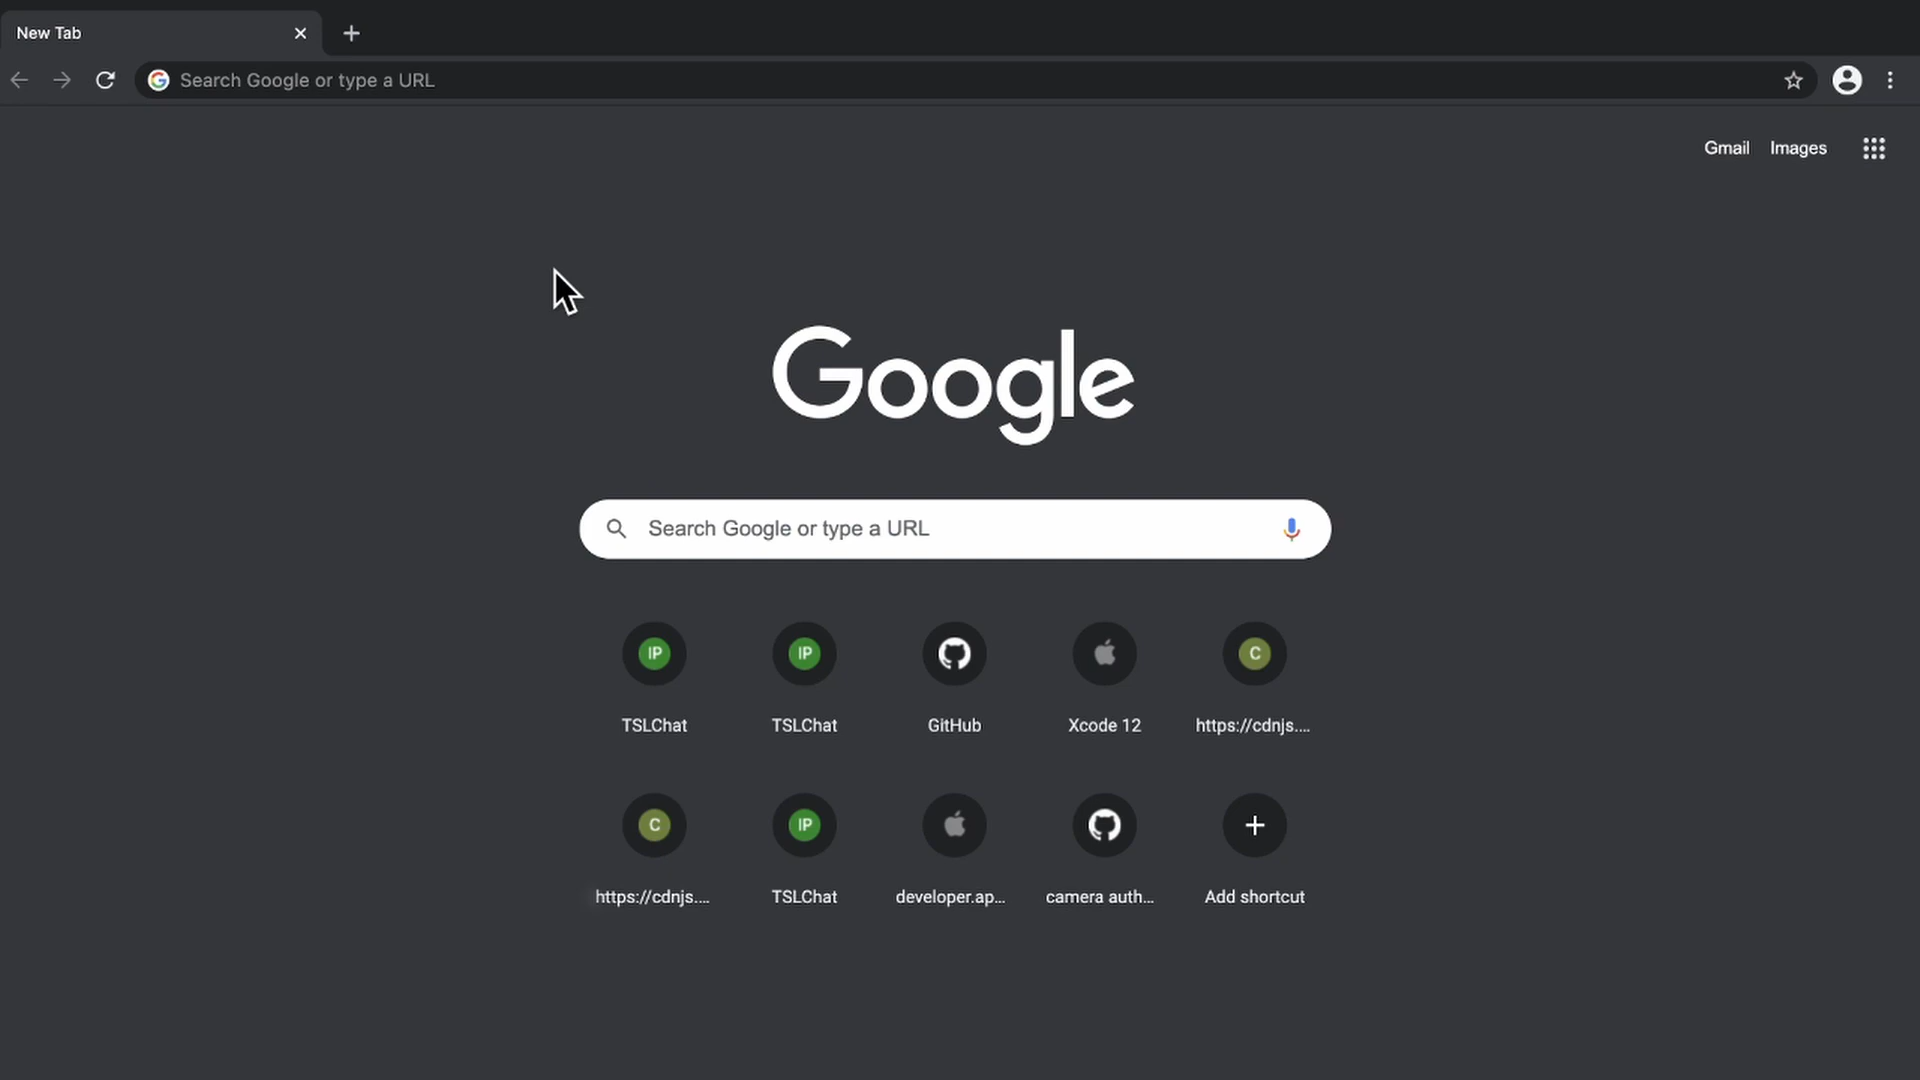 New Tab
Search Google or type a URL
Gmail Images
Google
Search Google or type a URL
IP IP C
TSLChat TSLChat GitHub Xcode 12 https://cdnjs....
C IP
https://cdnjs.... TSLChat developer.ap... camera auth... Add shortcut